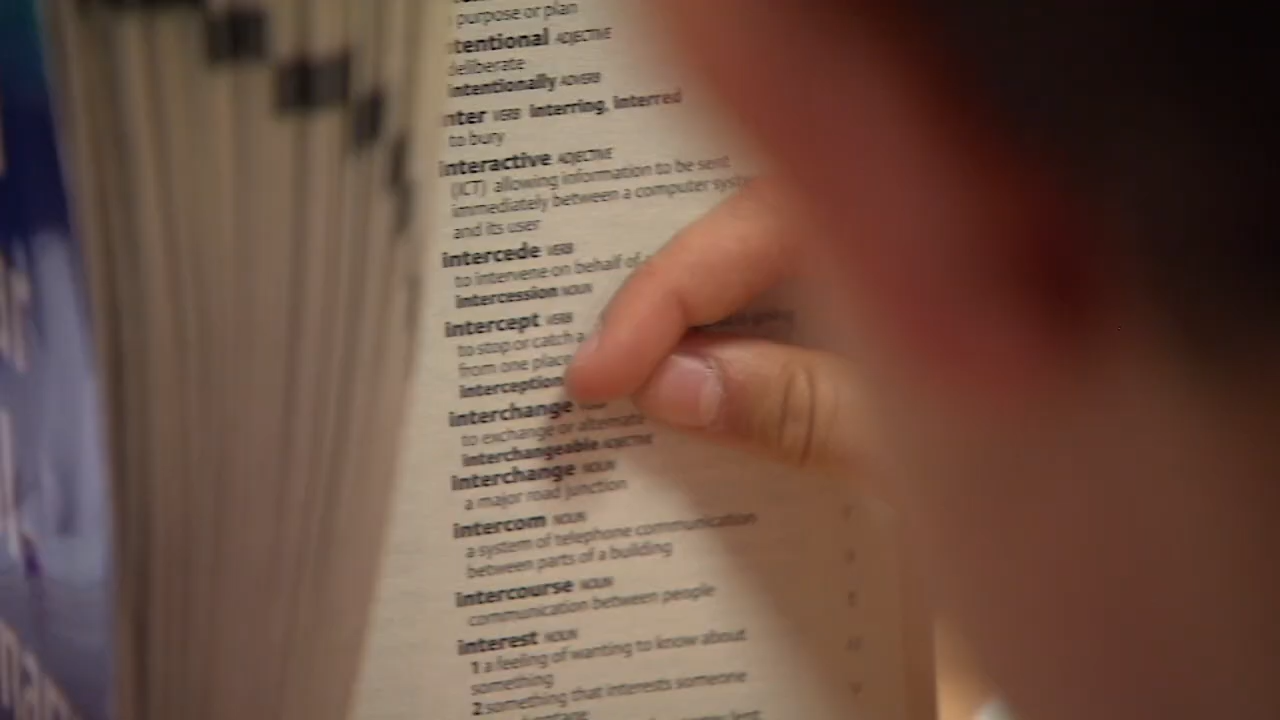 purpose or plan
tentional ADJECTIVE
deliberate
intentionally ADVERB
nter VERB interring, interred
to bury
interactive ADJECTIVE
(ICT) allowing information to be sent
immediately between a computer syste
and its user
intercede VERB
to intervene on behalf of
intercession NOUN
intercept VERB
to stop or catch a
from one place
interception
interchange
to exchange or alternate
interchangeable ADJECTIVE
interchange NOUN
a major road junction
intercom NOUN
a system of telephone communication
between parts of a building
intercourse NOUN
communication between people
interest NOUN
1 a feeling of wanting to know about
something
2 something that interests someone